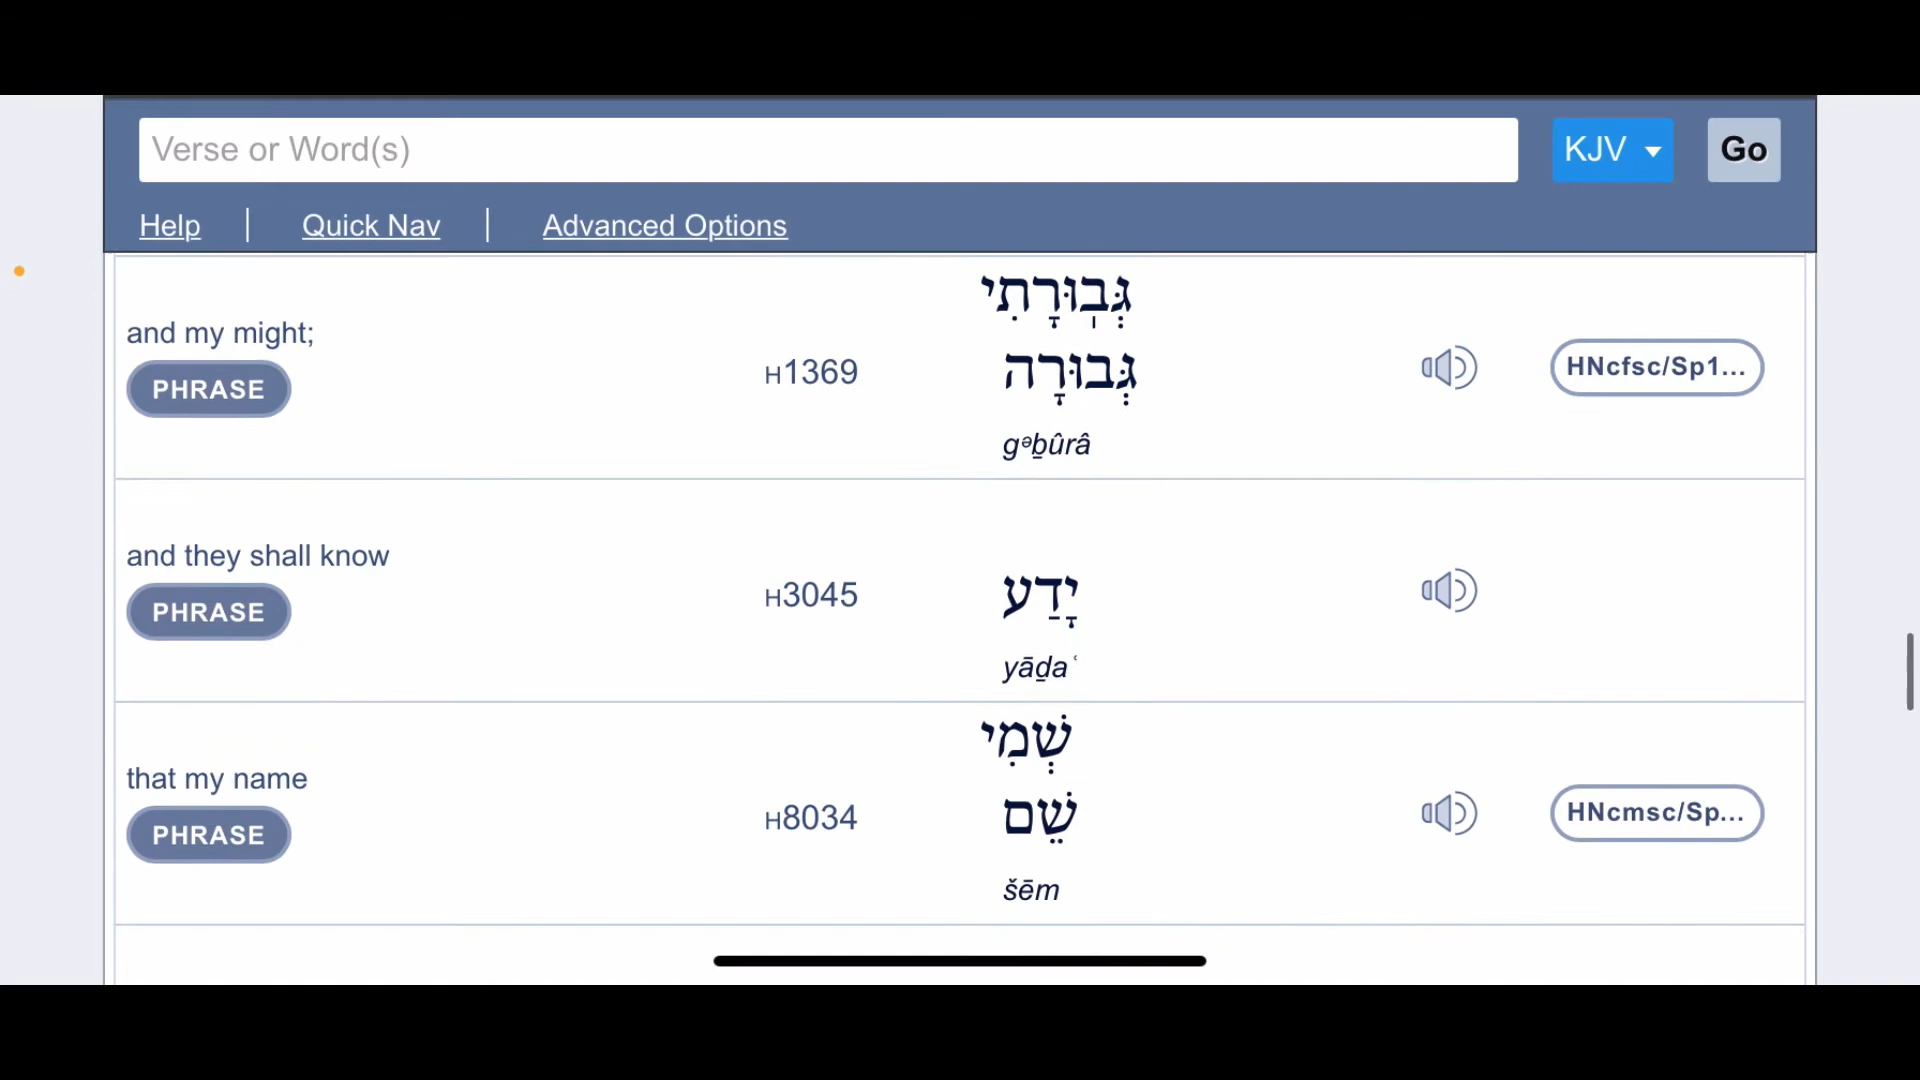 Verse or Word(s)
KJV
Go
Help | Quick Nav | Advanced Options
and my might;
PHRASE
H1369
גְּבֽוּרָתִי
גְּבוּרָה
gᵊḇûrâ
HNcfsc/Sp1...
and they shall know
PHRASE
H3045
יָדַע
yāḏaʿ
that my name
PHRASE
H8034
שְׁמִי
שֵׁם
šēm
HNcmsc/Sp...